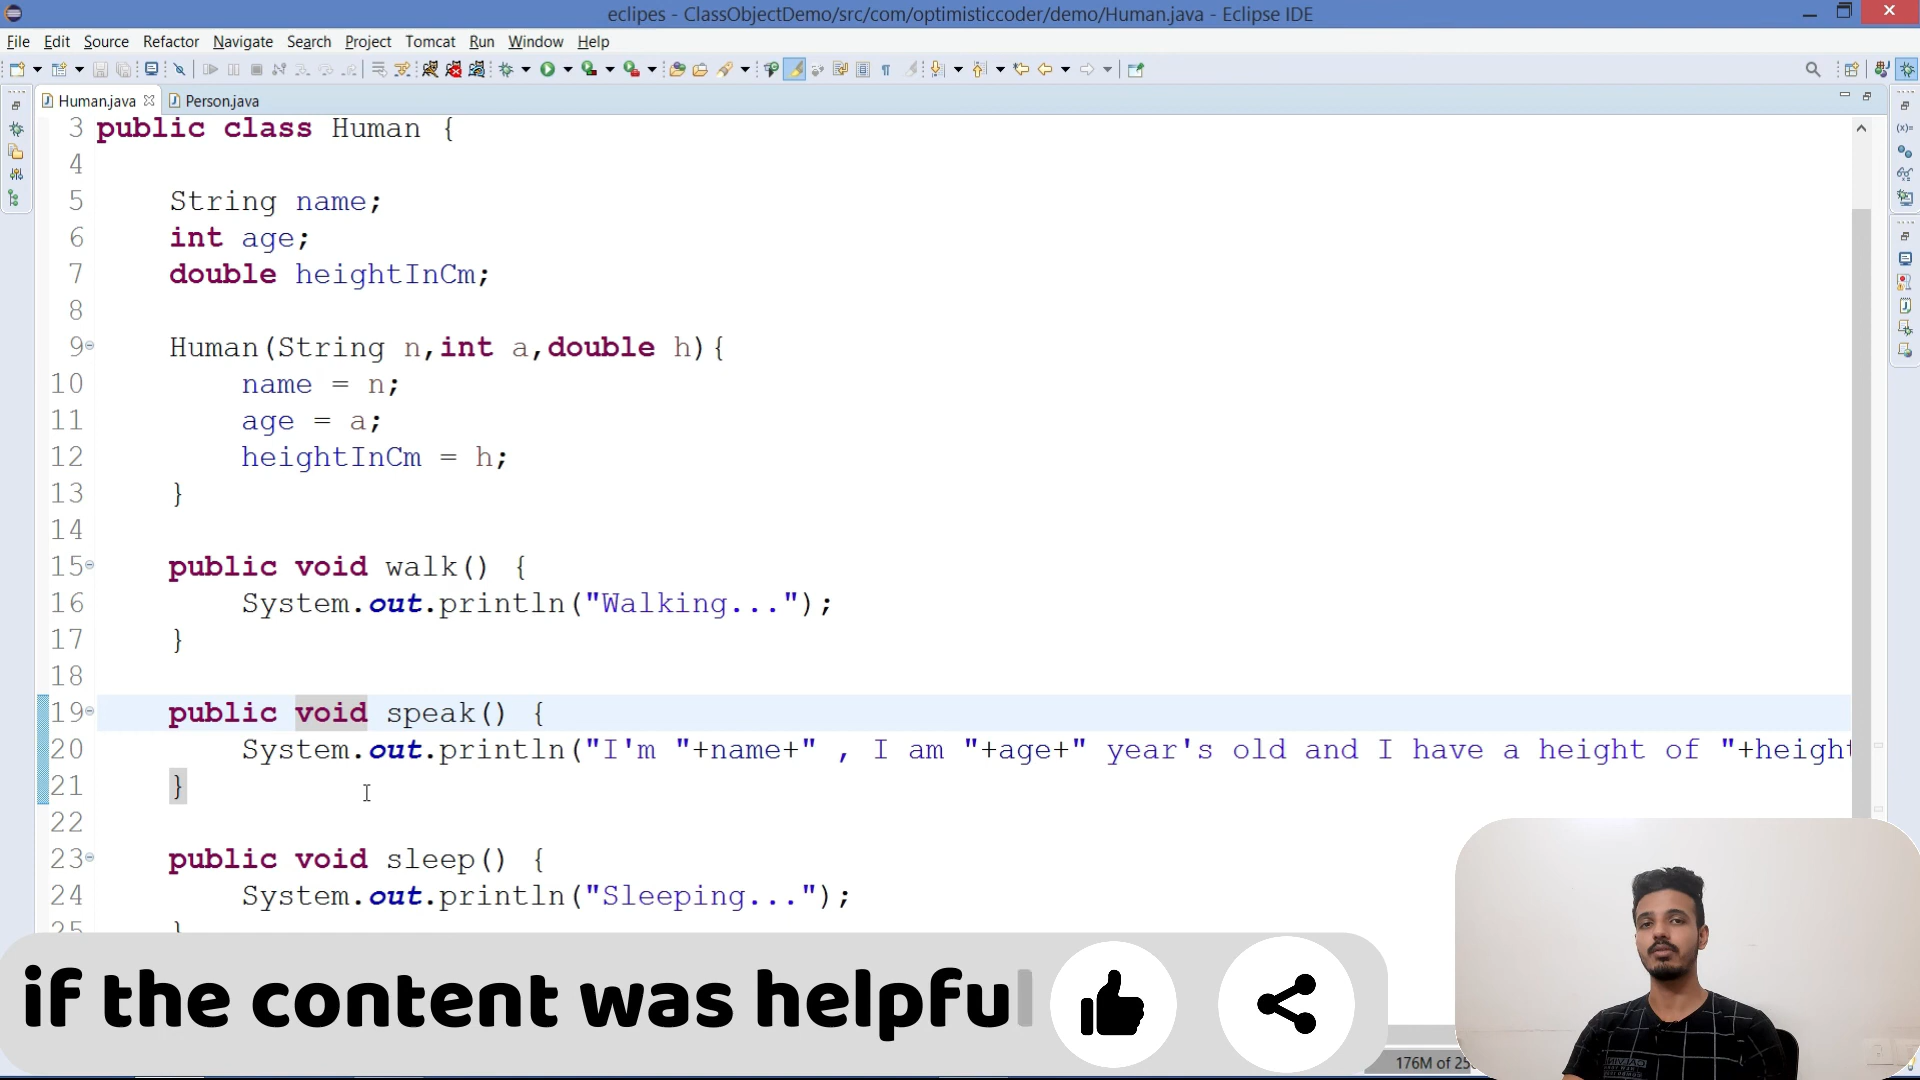 eclipes - ClassObjectDemo/src/com/optimisticcoder/demo/Human.java - Eclipse IDE
File Edit Source Refactor Navigate Search Project Tomcat Run Window Help
Human.java Person.java
3 public class Human {
4
5 String name;
6 int age;
7 double heightInCm;
8
9 Human(String n,int a,double h){
10 name = n;
11 age = a;
12 heightInCm = h;
13 }
14
15 public void walk() {
16 System.out.println("Walking...");
17 }
18
19 public void speak() {
20 System.out.println("I'm "+name+" , I am "+age+" year's old and I have a height of "+height
21 }
22
23 public void sleep() {
24 System.out.println("Sleeping...");
25 }
if the content was helpful
176M of 25